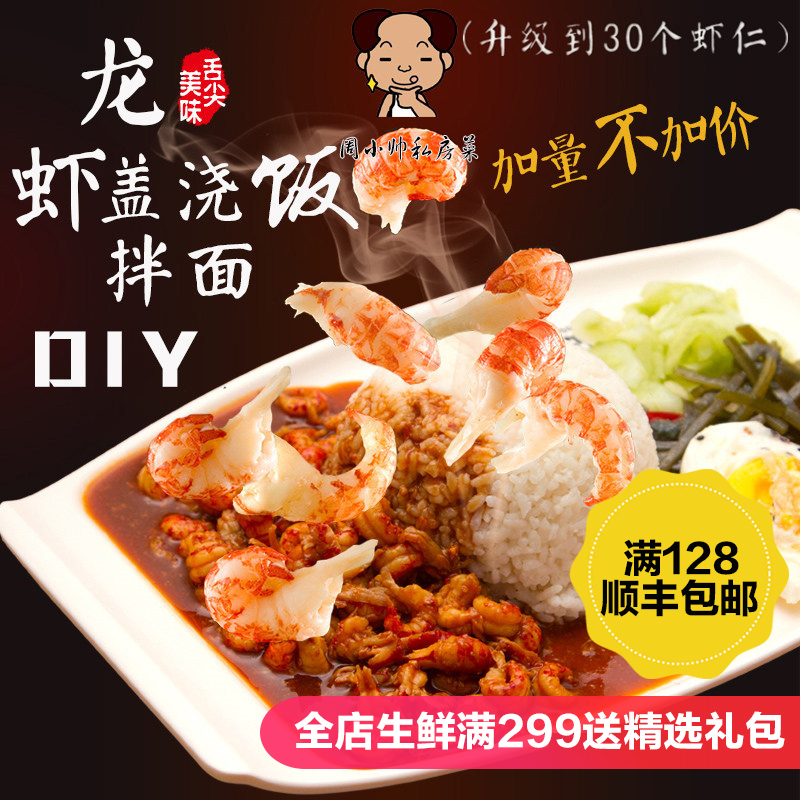 （升级到30个虾仁）
龙
舌尖
美味
周小帅私房菜
加量不加价
虾盖浇饭
拌面
DIY
满128
顺丰包邮
全店生鲜满299送精选礼包